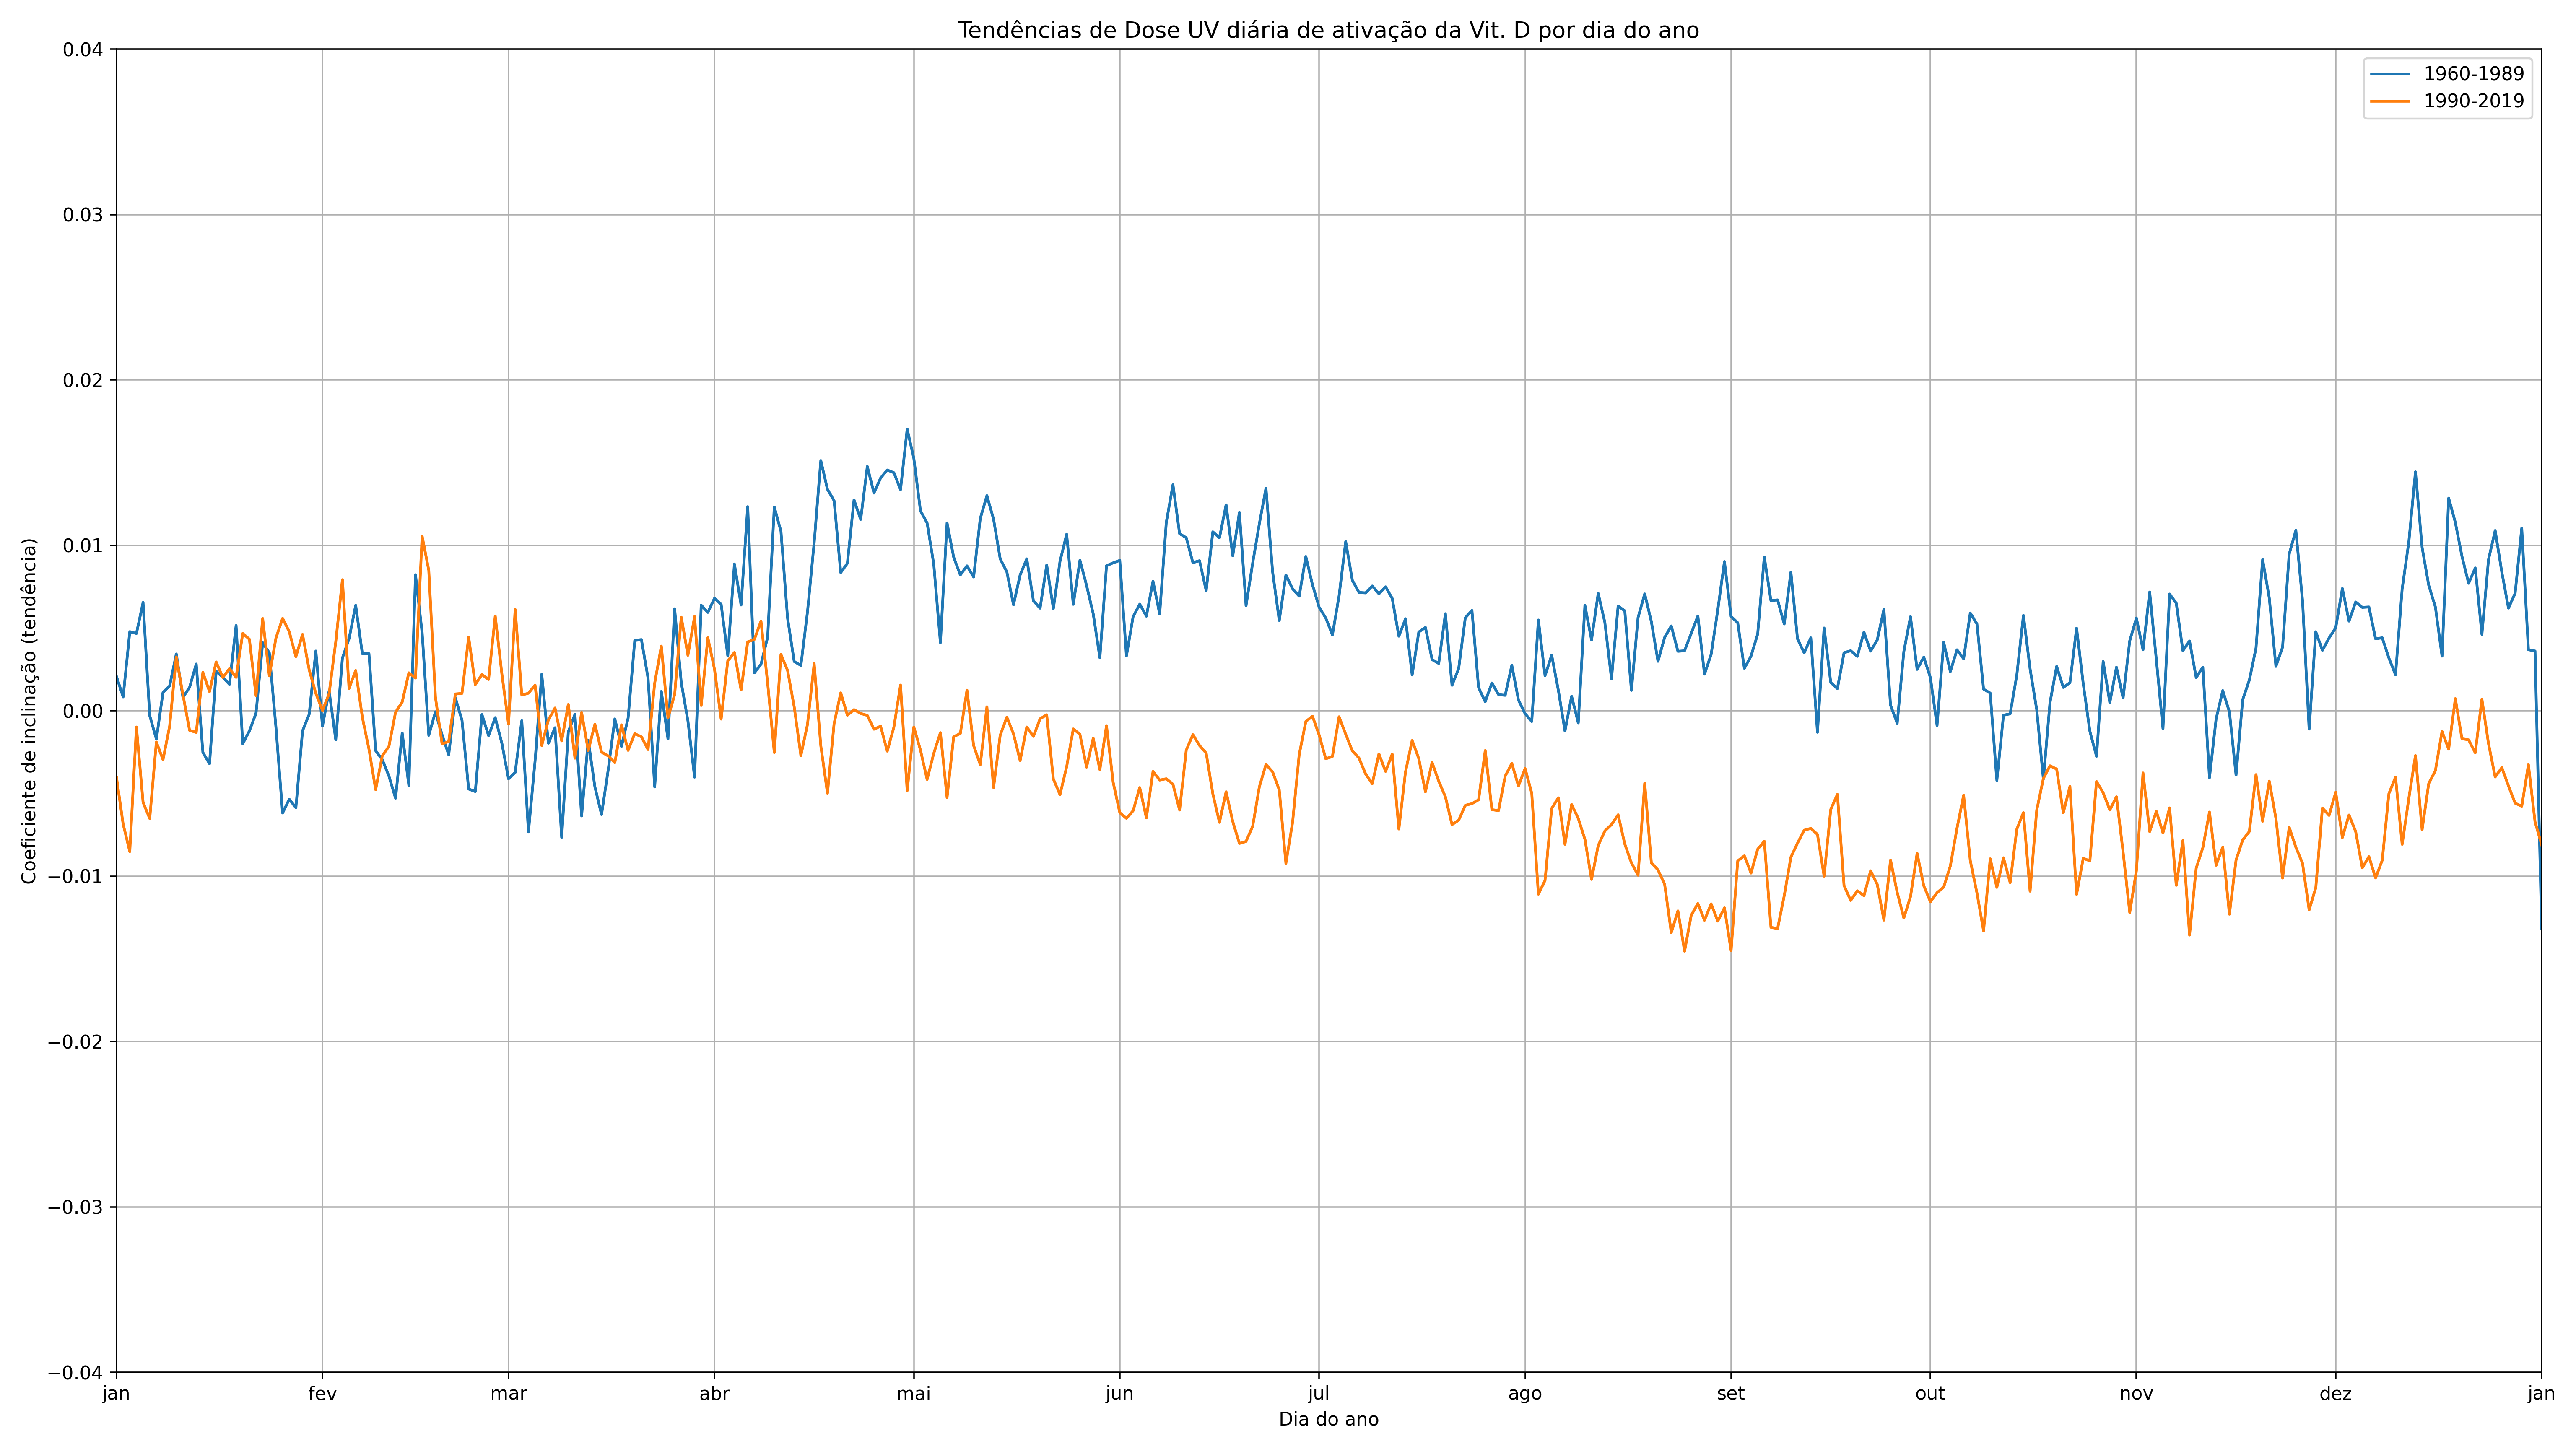 Tendências de Dose UV diária de ativação da Vit. D por dia do ano
1960-1989
1990-2019
0.04
0.03
0.02
0.01
0.00
−0.01
−0.02
−0.03
−0.04
Coeficiente de inclinação (tendência)
jan fev mar abr mai jun jul ago set out nov dez jan
Dia do ano